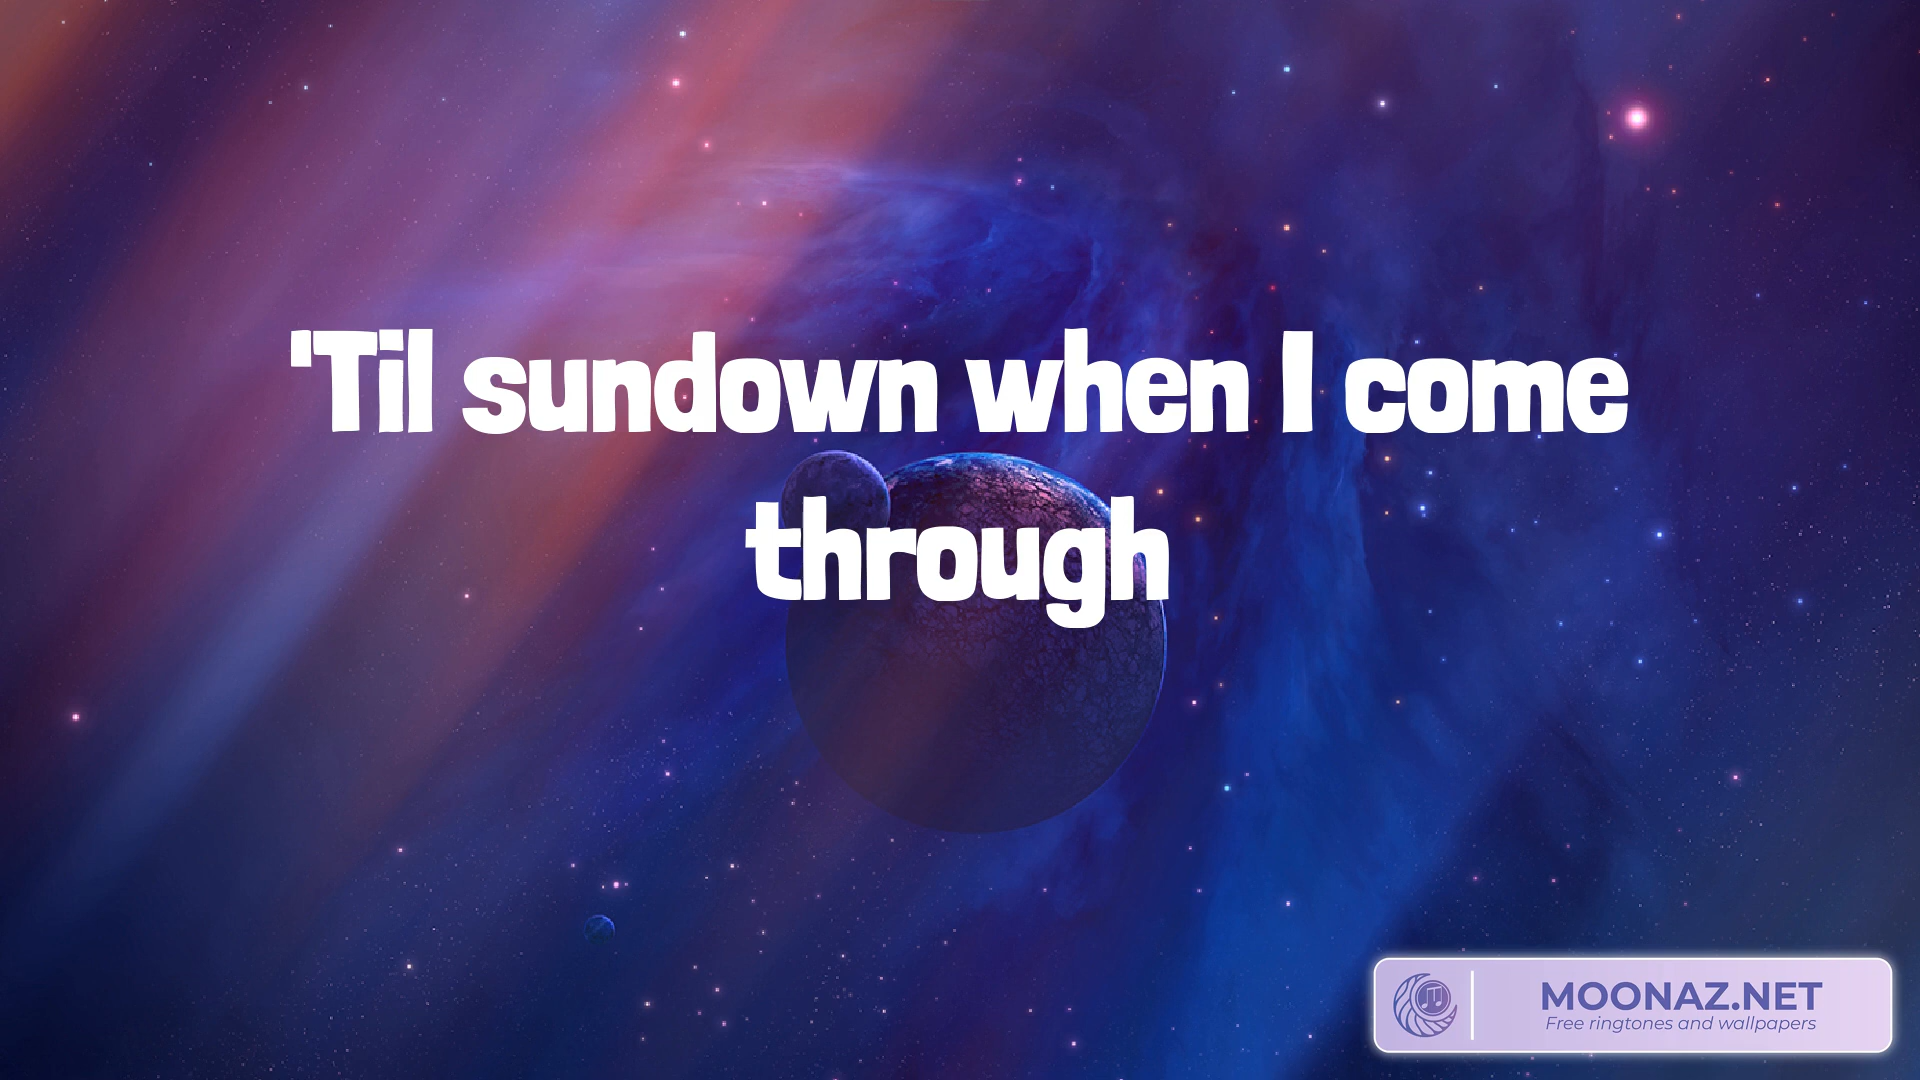 'Til sundown when I come
through
MOONAZ.NET
Free ringtones and wallpapers